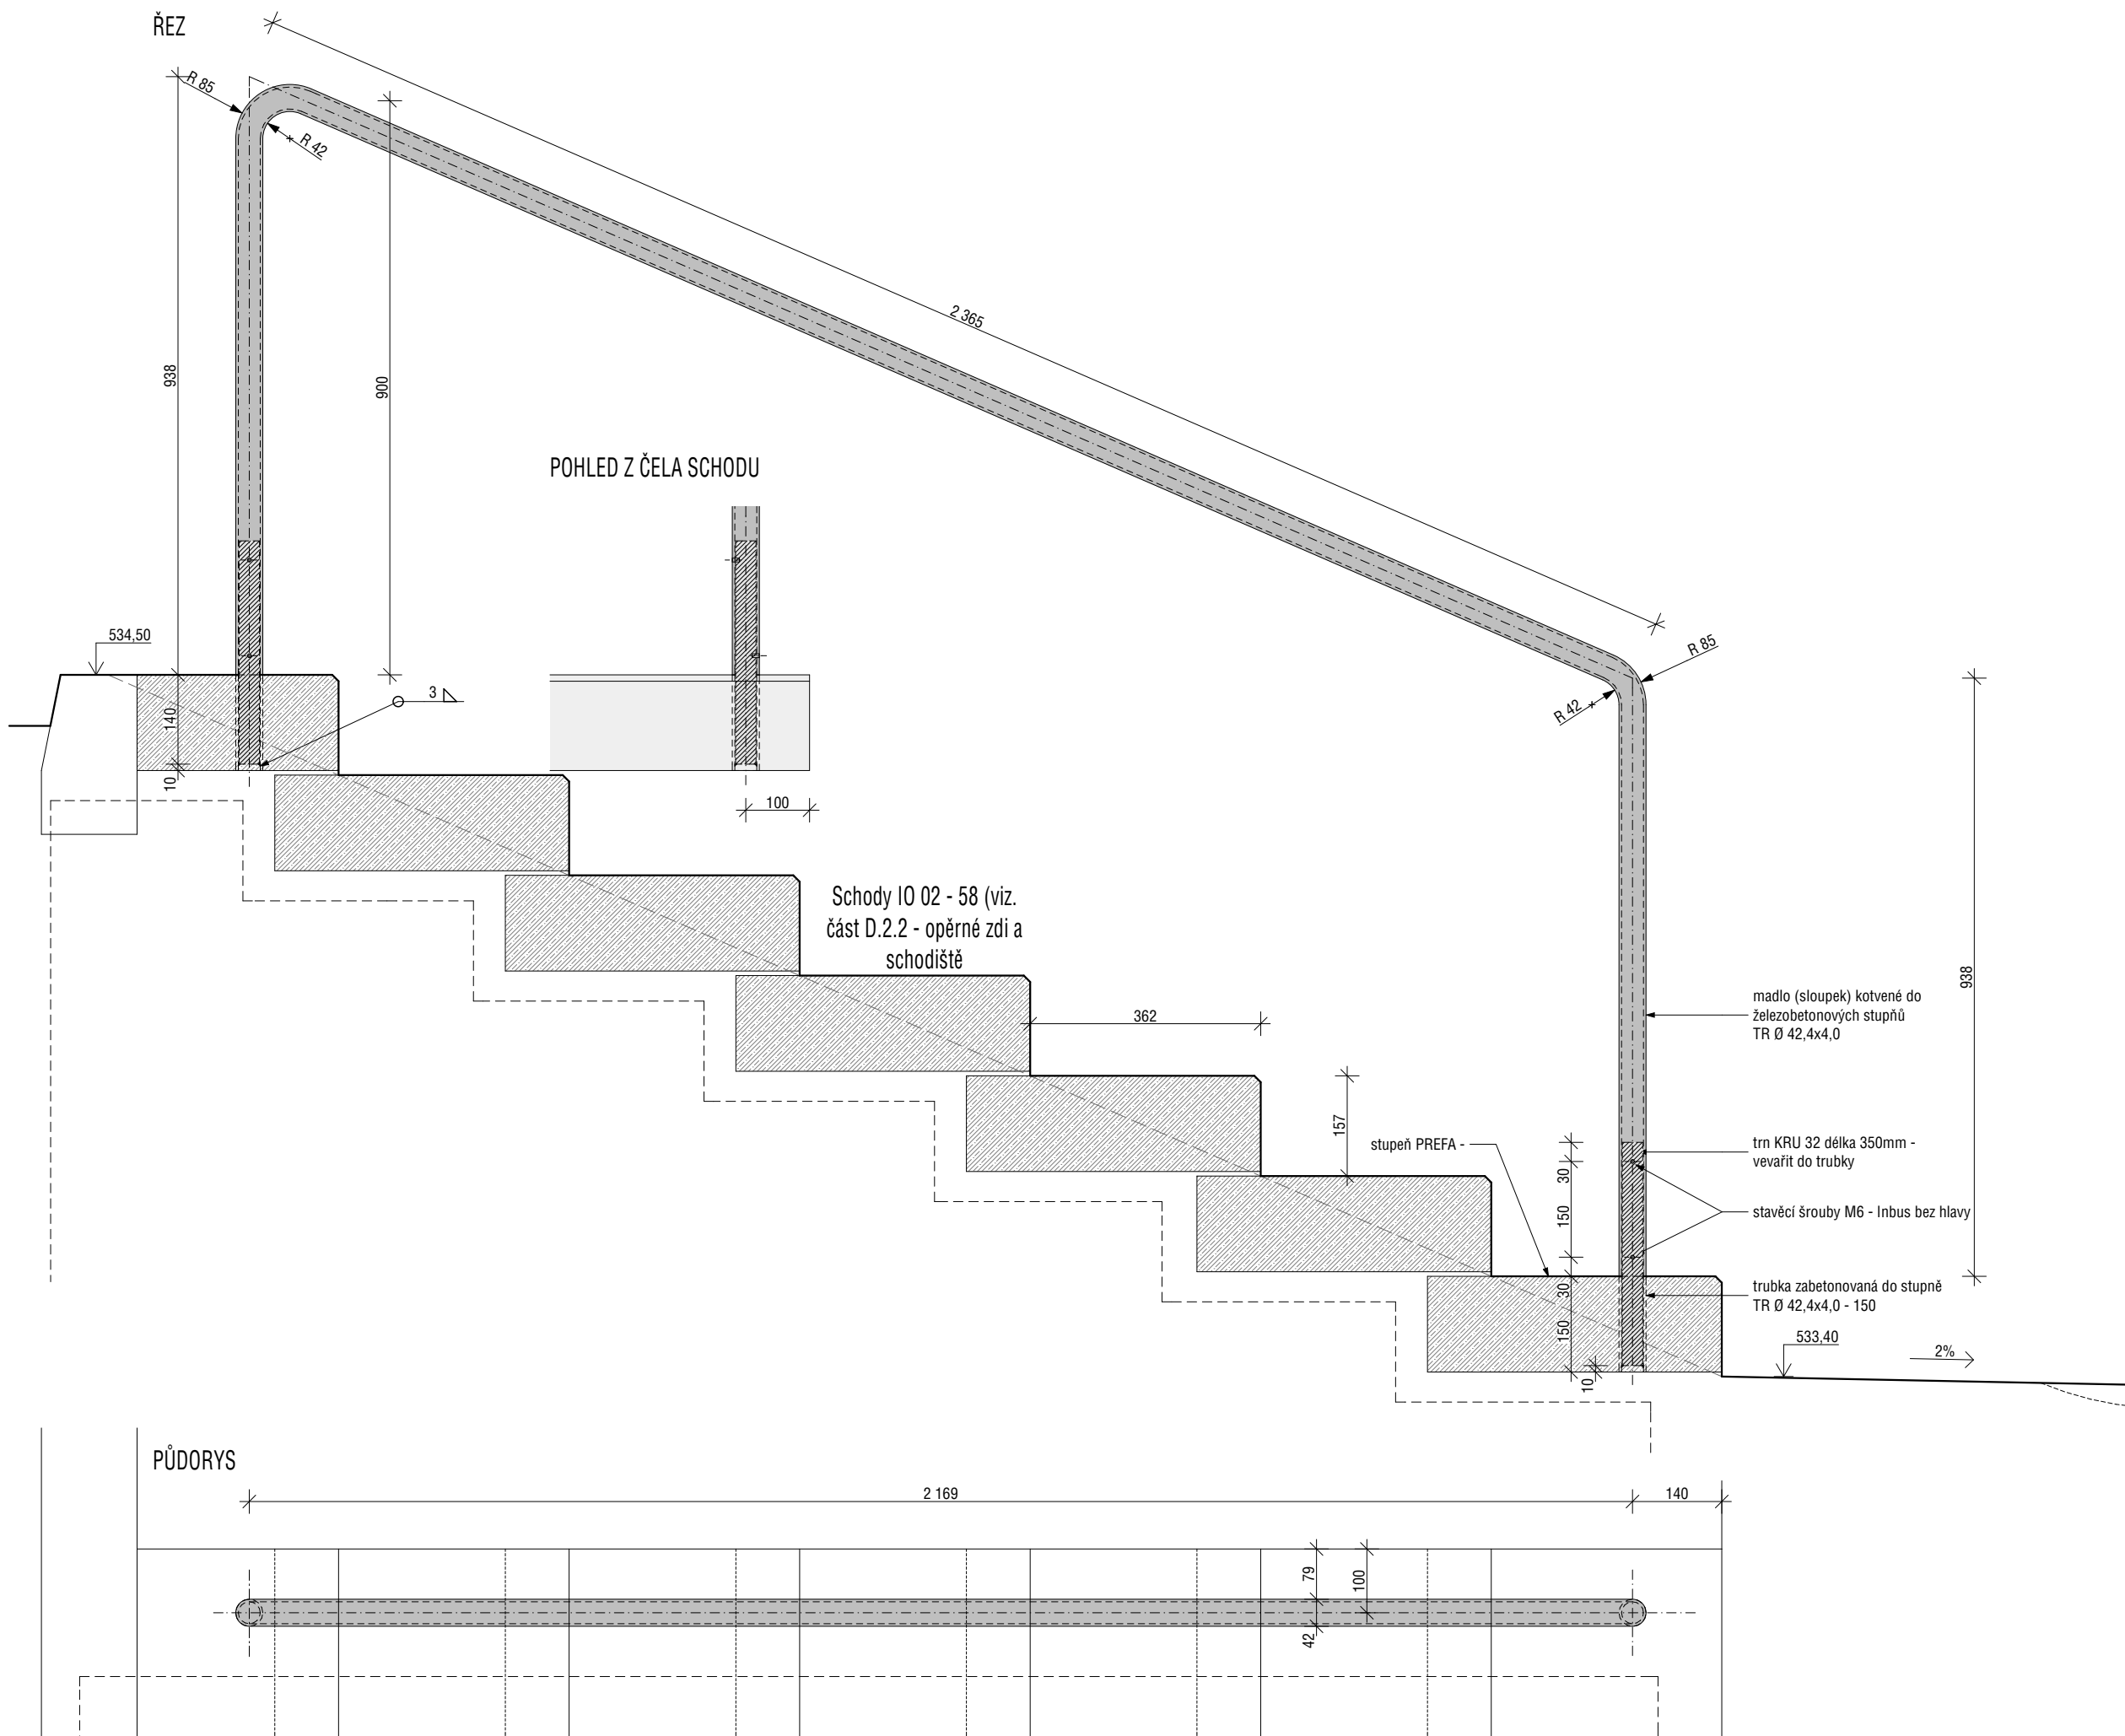 ŘEZ
R 85
R 42
938
900
2 365
POHLED Z ČELA SCHODU
534,50
3
140
10
100
R 85
R 42
Schody IO 02 - 58 (viz.
část D.2.2 - opěrné zdi a
schodiště
362
157
938
madlo (sloupek) kotvené do
železobetonových stupňů
TR Ø 42,4x4,0
stupeň PREFA -
trn KRU 32 délka 350mm -
vevařit do trubky
30
150
stavěcí šrouby M6 - Inbus bez hlavy
30
150
10
trubka zabetonovaná do stupně
TR Ø 42,4x4,0 - 150
533,40
2%
PŮDORYS
2 169
140
79
100
42